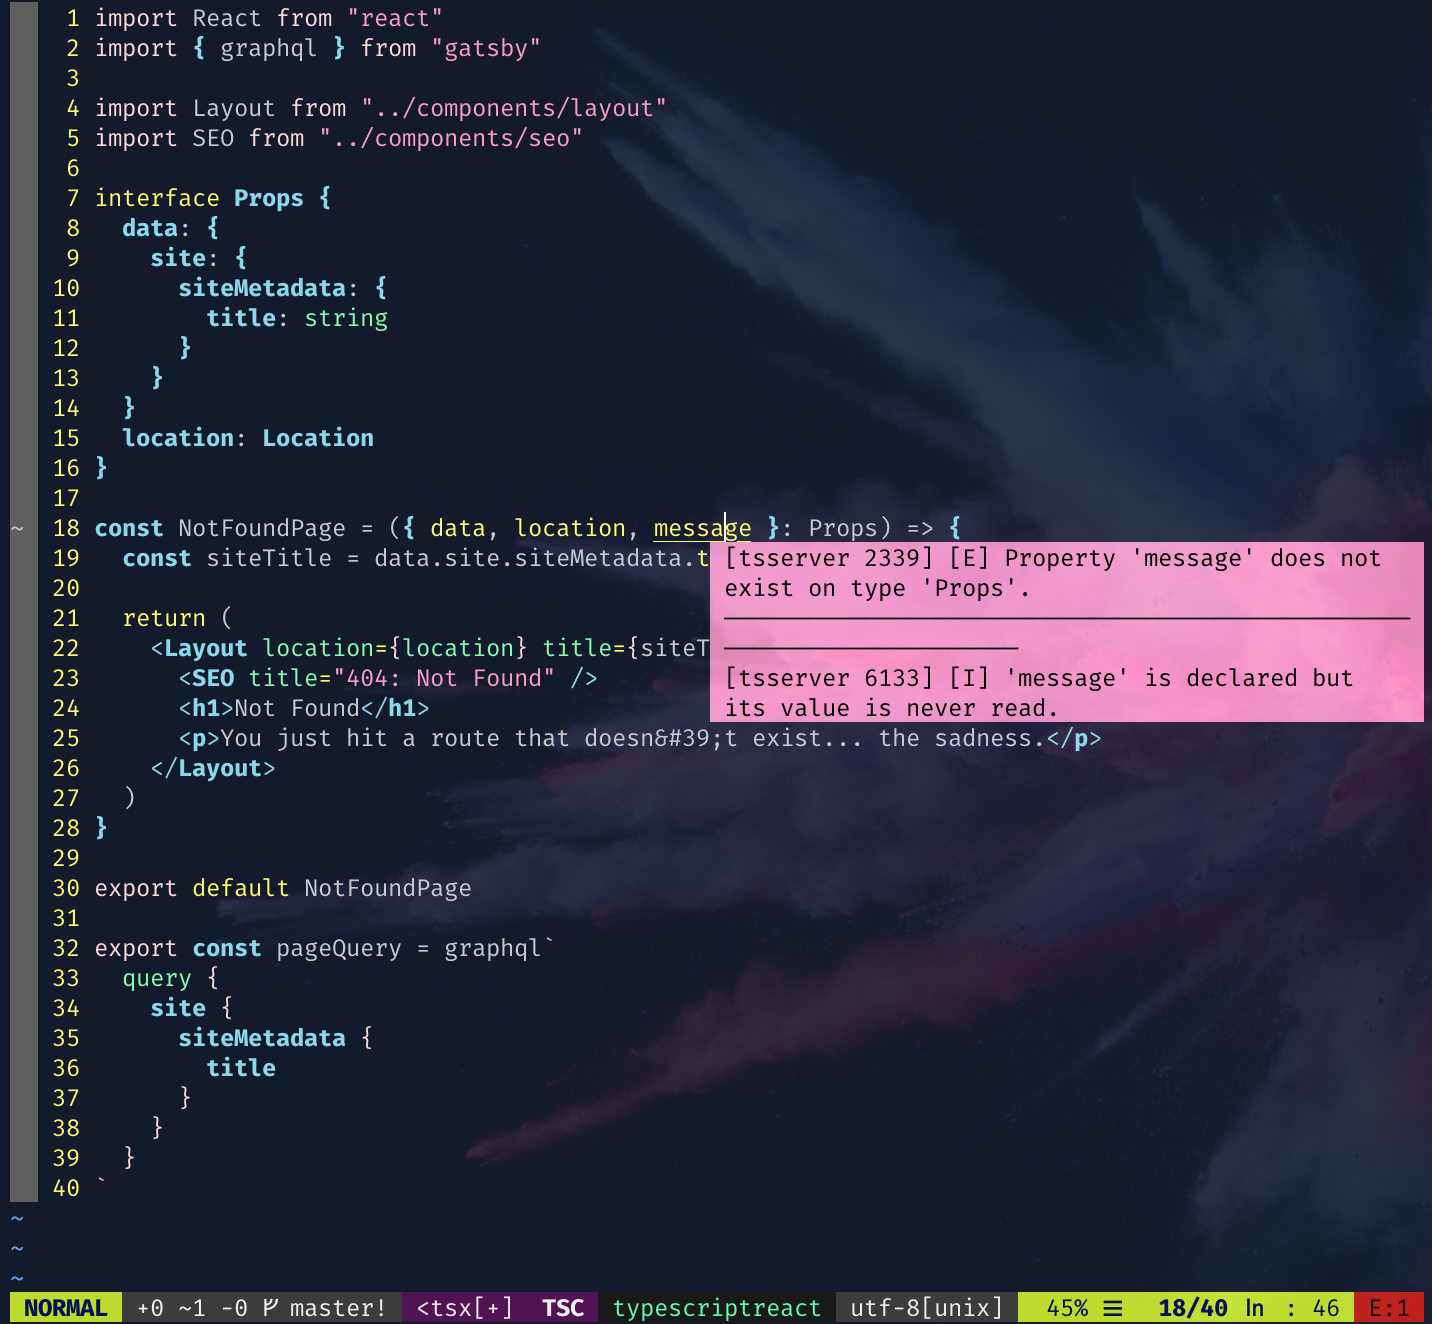 1 import React from "react"
2 import { graphql } from "gatsby"
3
4 import Layout from "../components/layout"
5 import SEO from "../components/seo"
6
7 interface Props {
8   data: {
9     site: {
10       siteMetadata: {
11         title: string
12       }
13     }
14   }
15   location: Location
16 }
17
~ 18 const NotFoundPage = ({ data, location, message }: Props) => {
19   const siteTitle = data.site.siteMetadata.t
[tsserver 2339] [E] Property 'message' does not
exist on type 'Props'.
20
21   return (
22     <Layout location={location} title={siteT
23       <SEO title="404: Not Found" />
[tsserver 6133] [I] 'message' is declared but
its value is never read.
24       <h1>Not Found</h1>
25       <p>You just hit a route that doesn&#39;t exist... the sadness.</p>
26     </Layout>
27   )
28 }
29
30 export default NotFoundPage
31
32 export const pageQuery = graphql`
33   query {
34     site {
35       siteMetadata {
36         title
37       }
38     }
39   }
40 `
~
~
~
NORMAL +0 ~1 -0 master! <tsx[+] TSC typescriptreact utf-8[unix] 45% ☰ 18/40 ln : 46 E:1